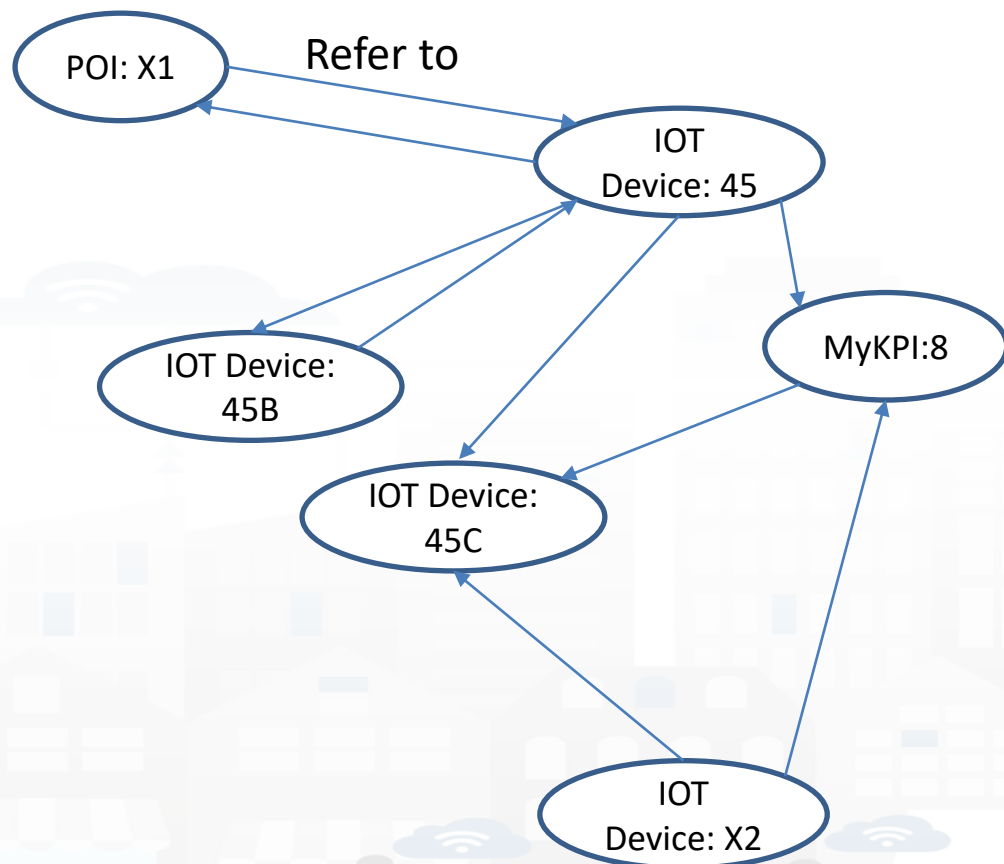 POI: X1
Refer to
IOT
Device: 45
IOT Device:
45B
MyKPI:8
IOT Device:
45C
IOT
Device: X2